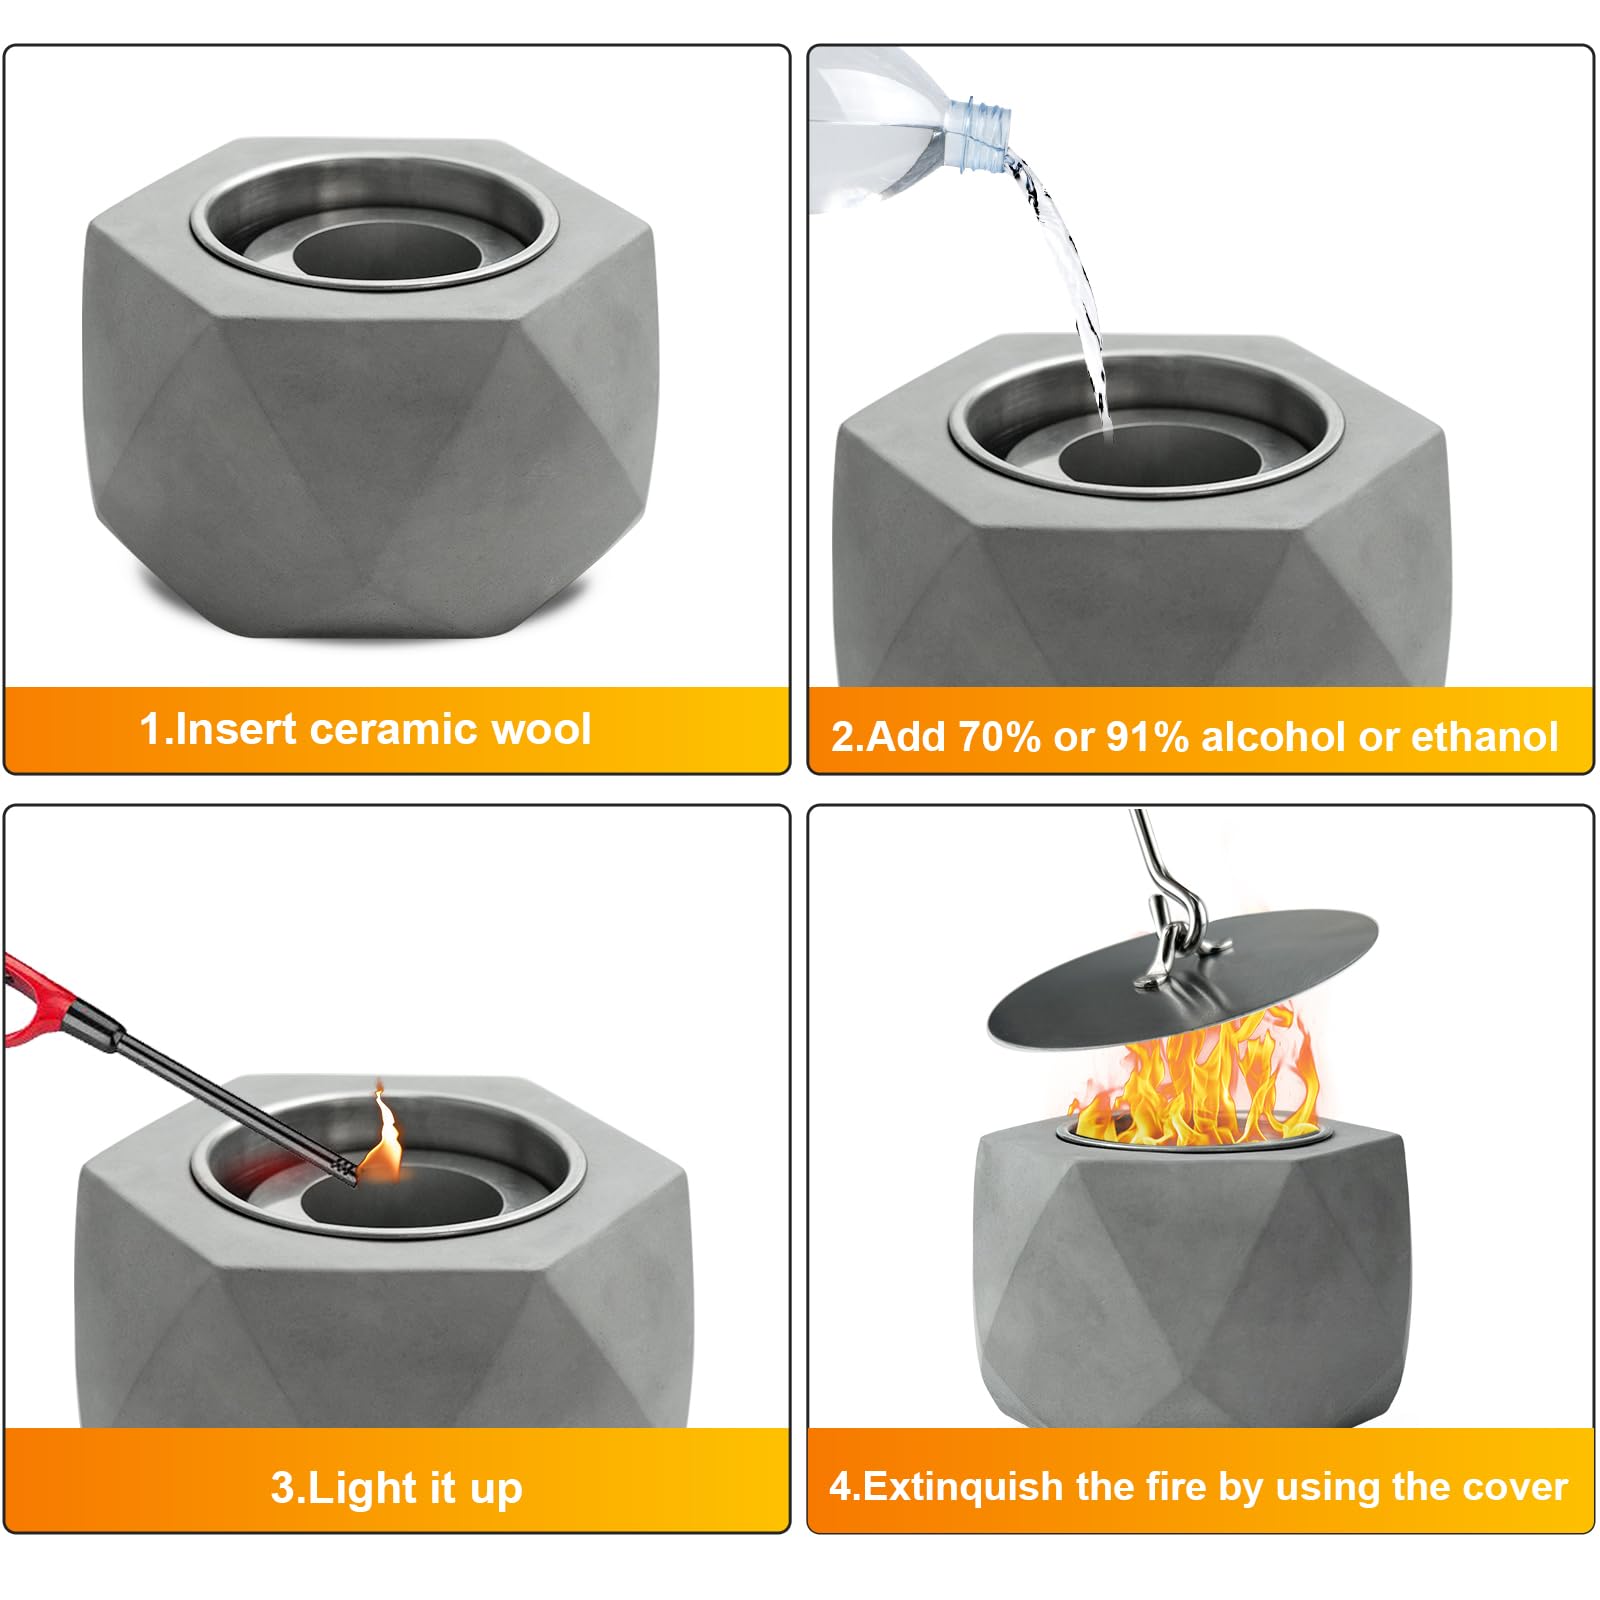 1.Insert ceramic wool
2.Add 70% or 91% alcohol or ethanol
3.Light it up
4.Extinquish the fire by using the cover